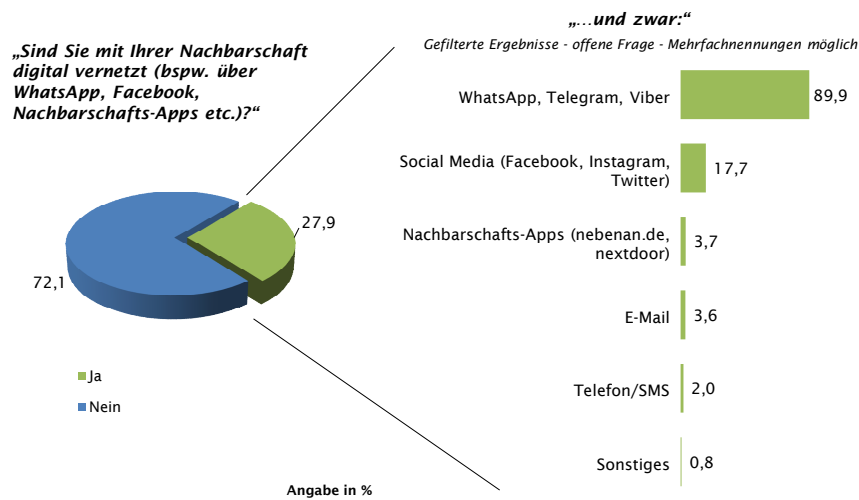 „Sind Sie mit Ihrer Nachbarschaft
digital vernetzt (bspw. über
WhatsApp, Facebook,
Nachbarschafts-Apps etc.)?“
27,9
72,1
Ja
Nein
Angabe in %
„...und zwar:“
Gefilterte Ergebnisse - offene Frage - Mehrfachnennungen möglich
WhatsApp, Telegram, Viber
89,9
Social Media (Facebook, Instagram,
Twitter)
17,7
Nachbarschafts-Apps (nebenan.de,
nextdoor)
3,7
E-Mail
3,6
Telefon/SMS
2,0
Sonstiges
0,8